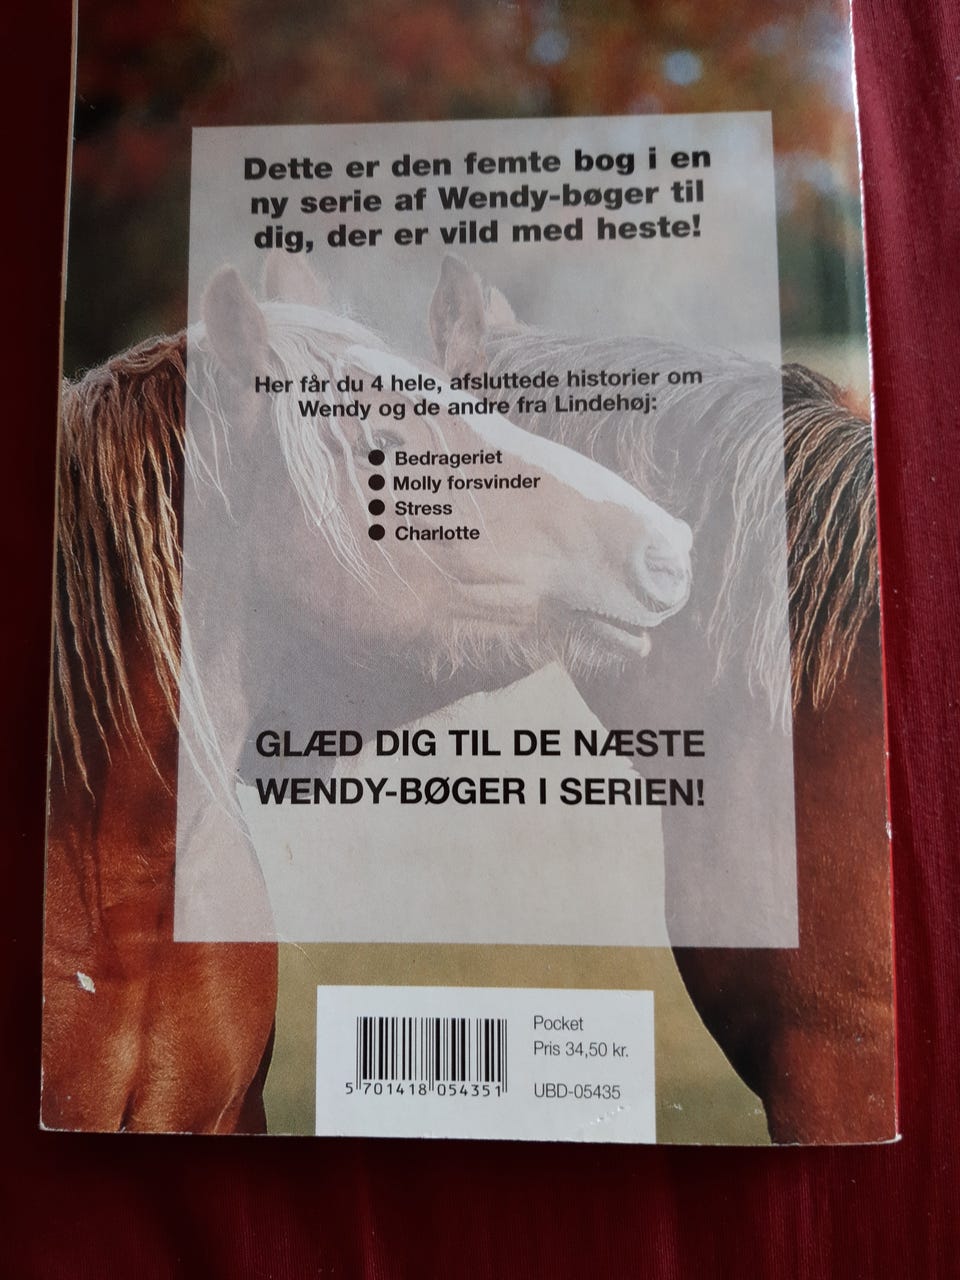 Dette er den femte bog i en
ny serie af Wendy-bøger til
dig, der er vild med heste!
Her får du 4 hele, afsluttede historier om
Wendy og de andre fra Lindehøj:
● Bedrageriet
● Molly forsvinder
● Stress
● Charlotte
GLÆD DIG TIL DE NÆSTE
WENDY-BØGER I SERIEN!
Pocket
Pris 34,50 kr.
UBD-05435
5 701418 054351